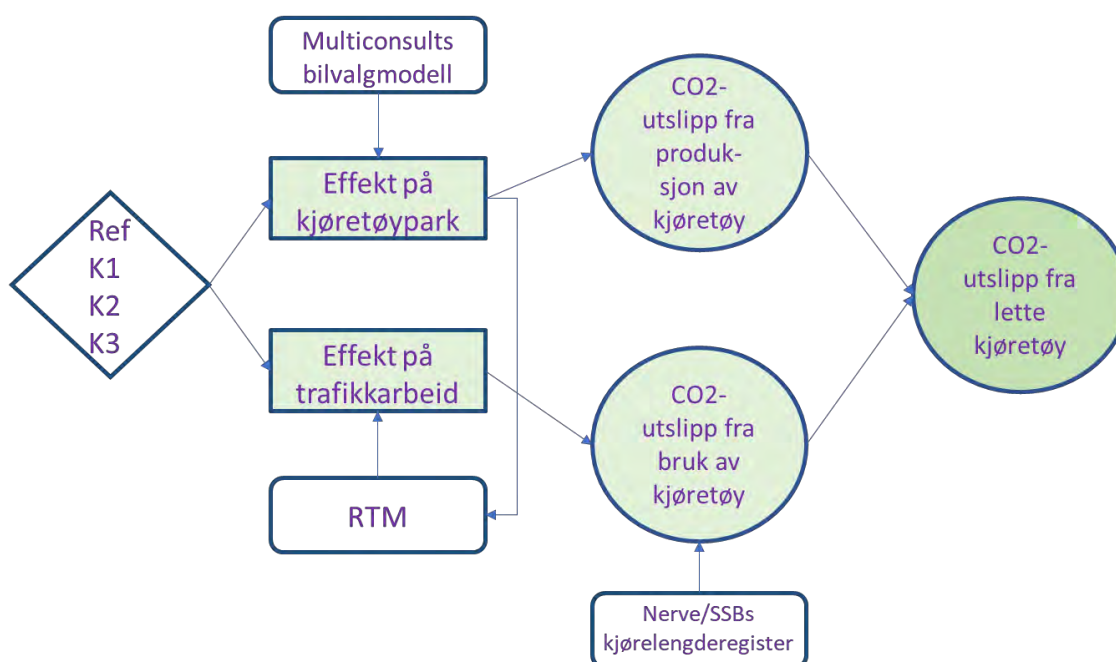 Multiconsults
bilvalgmodell
CO2-
utslipp fra
produk-
sjon av
kjøretøy
Effekt på
kjøretøypark
Ref
K1
K2
K3
CO2-
utslipp fra
lette
kjøretøy
Effekt på
trafikkarbeid
CO2-
utslipp fra
bruk av
kjøretøy
RTM
Nerve/SSBs
kjørelengderegister